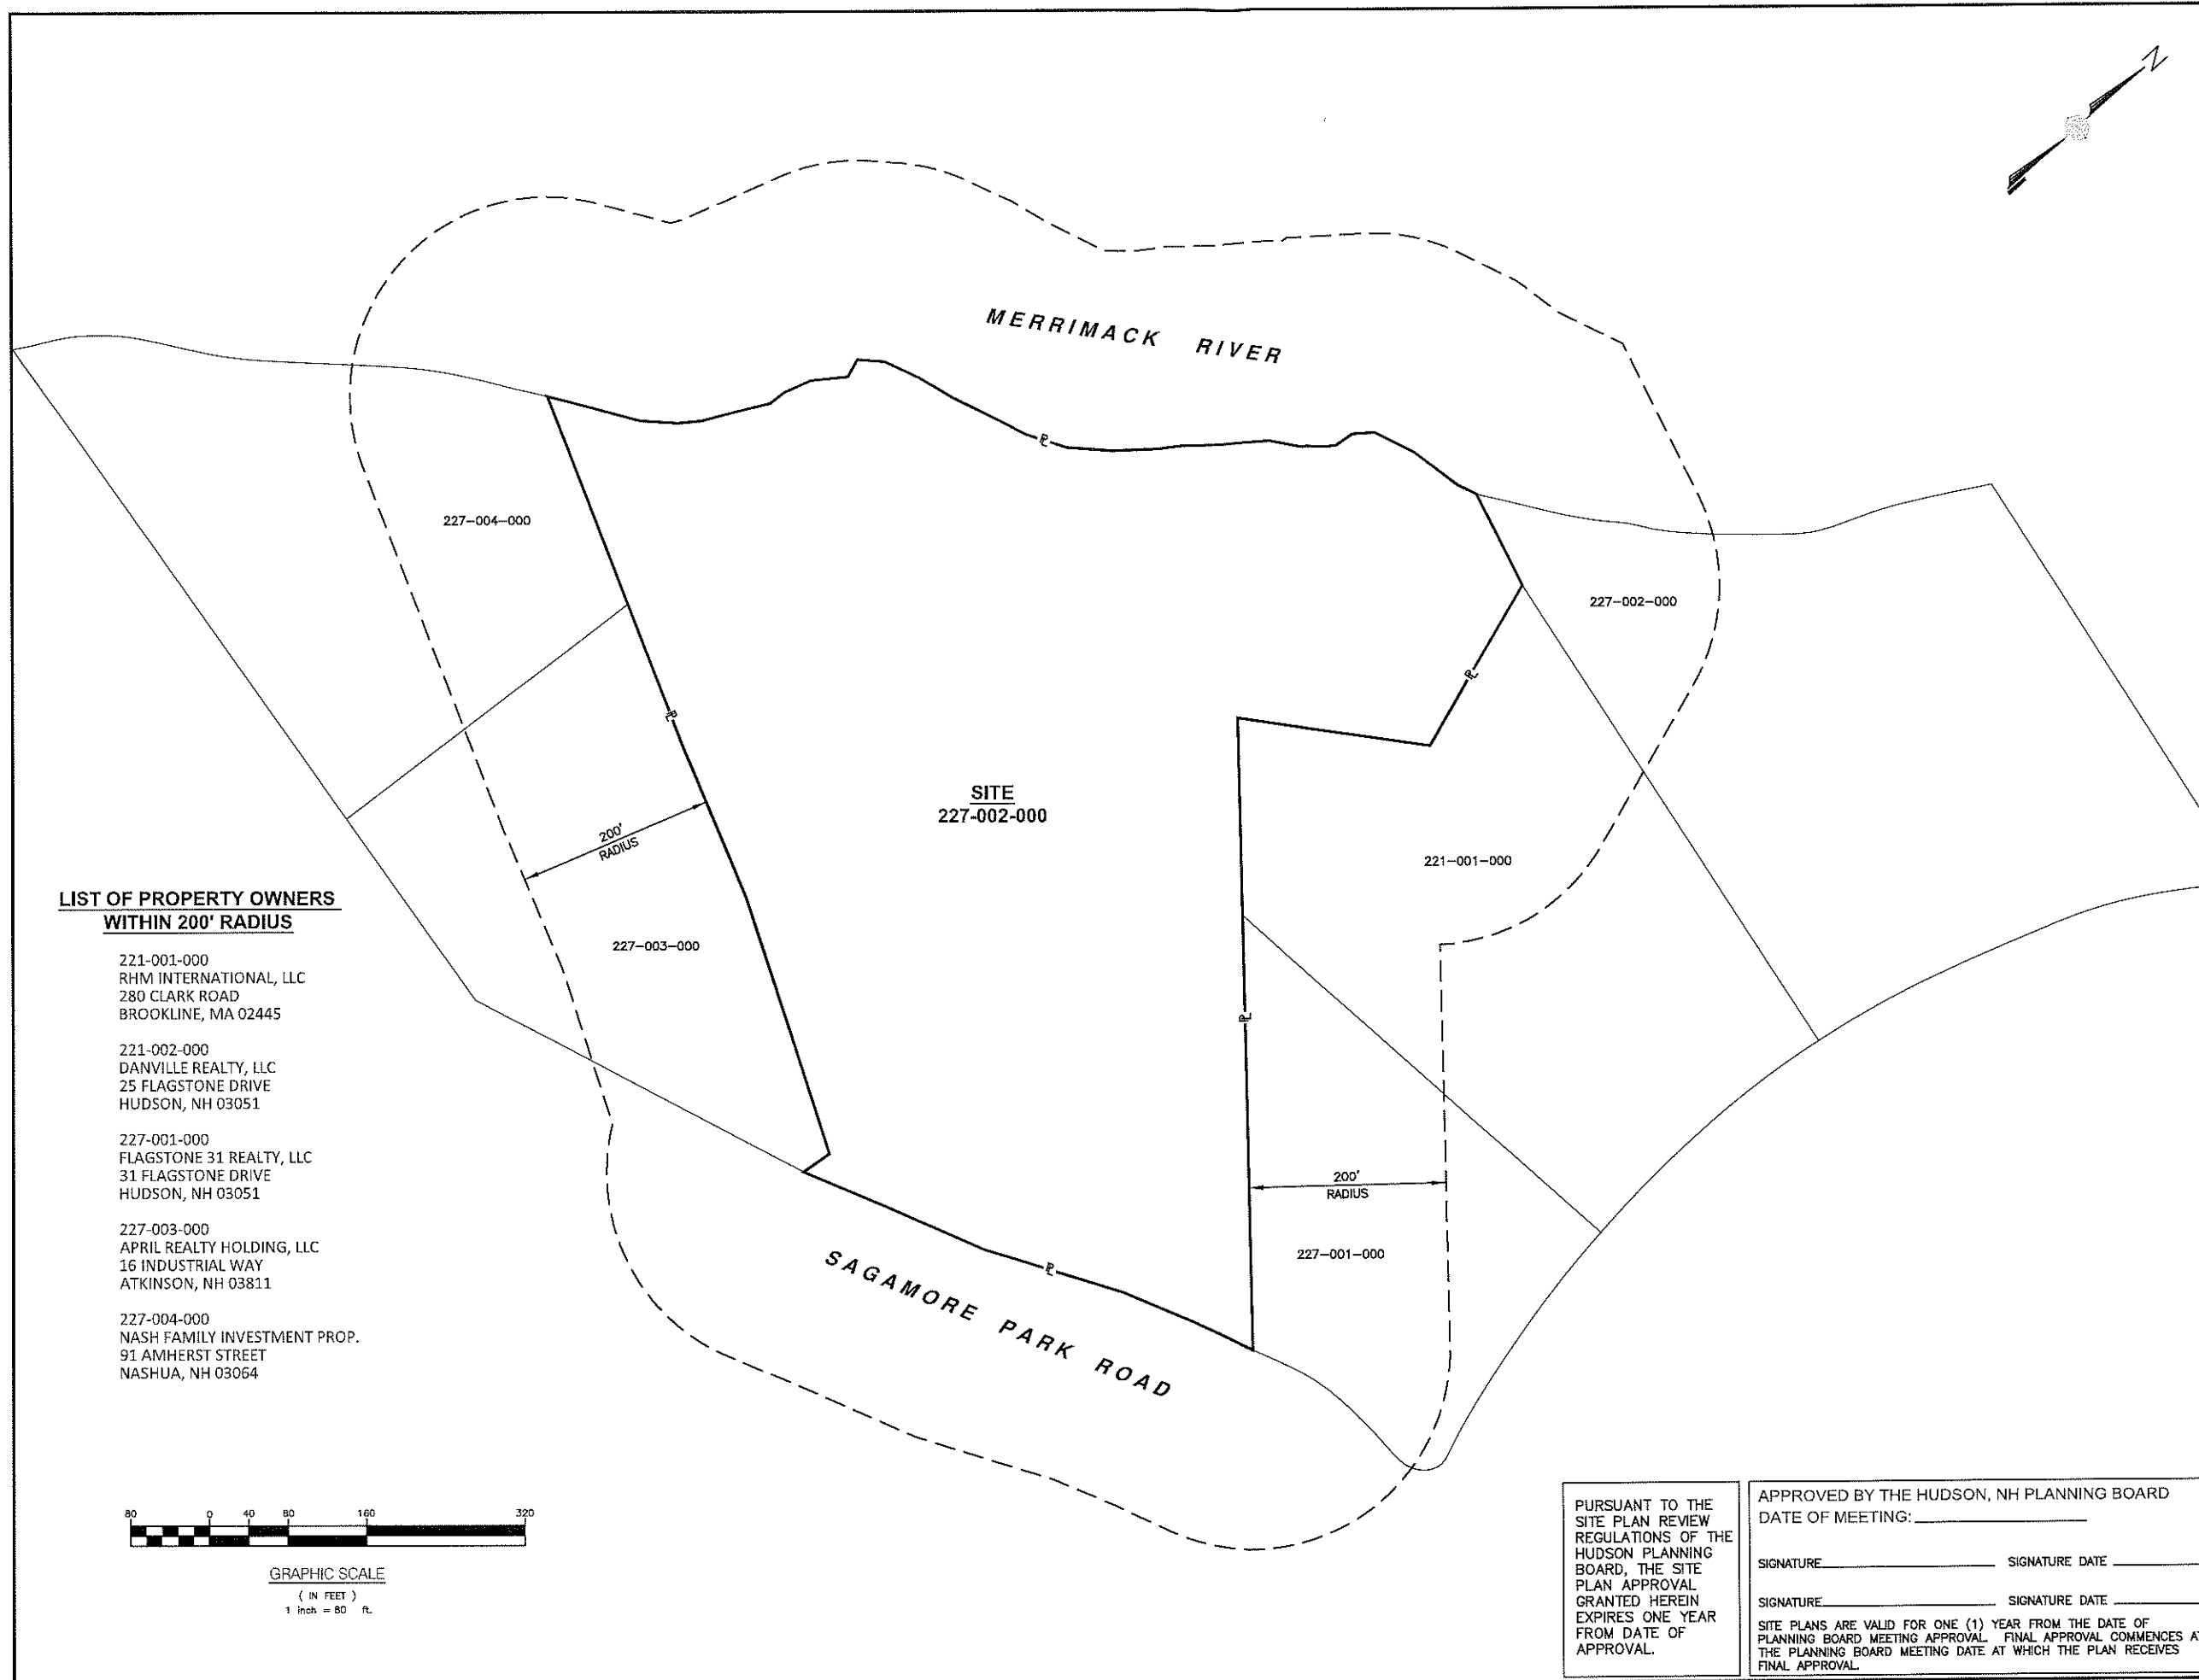 N
MERRIMACK RIVER
227-004-000
227-002-000
SITE
227-002-000
200'
RADIUS
221-001-000
227-003-000
200'
RADIUS
227-001-000
SAGAMORE PARK ROAD
LIST OF PROPERTY OWNERS
WITHIN 200' RADIUS
221-001-000
RHM INTERNATIONAL, LLC
280 CLARK ROAD
BROOKLINE, MA 02445
221-002-000
DANVILLE REALTY, LLC
25 FLAGSTONE DRIVE
HUDSON, NH 03051
227-001-000
FLAGSTONE 31 REALTY, LLC
31 FLAGSTONE DRIVE
HUDSON, NH 03051
227-003-000
APRIL REALTY HOLDING, LLC
16 INDUSTRIAL WAY
ATKINSON, NH 03811
227-004-000
NASH FAMILY INVESTMENT PROP.
91 AMHERST STREET
NASHUA, NH 03064
80 0 40 80 160 320
GRAPHIC SCALE
( IN FEET )
1 inch = 80 ft.
PURSUANT TO THE
SITE PLAN REVIEW
REGULATIONS OF THE
HUDSON PLANNING
BOARD, THE SITE
PLAN APPROVAL
GRANTED HEREIN
EXPIRES ONE YEAR
FROM DATE OF
APPROVAL.
APPROVED BY THE HUDSON, NH PLANNING BOARD
DATE OF MEETING:
SIGNATURE SIGNATURE DATE
SIGNATURE SIGNATURE DATE
SITE PLANS ARE VALID FOR ONE (1) YEAR FROM THE DATE OF
PLANNING BOARD MEETING APPROVAL. FINAL APPROVAL COMMENCES AT
THE PLANNING BOARD MEETING DATE AT WHICH THE PLAN RECEIVES
FINAL APPROVAL.